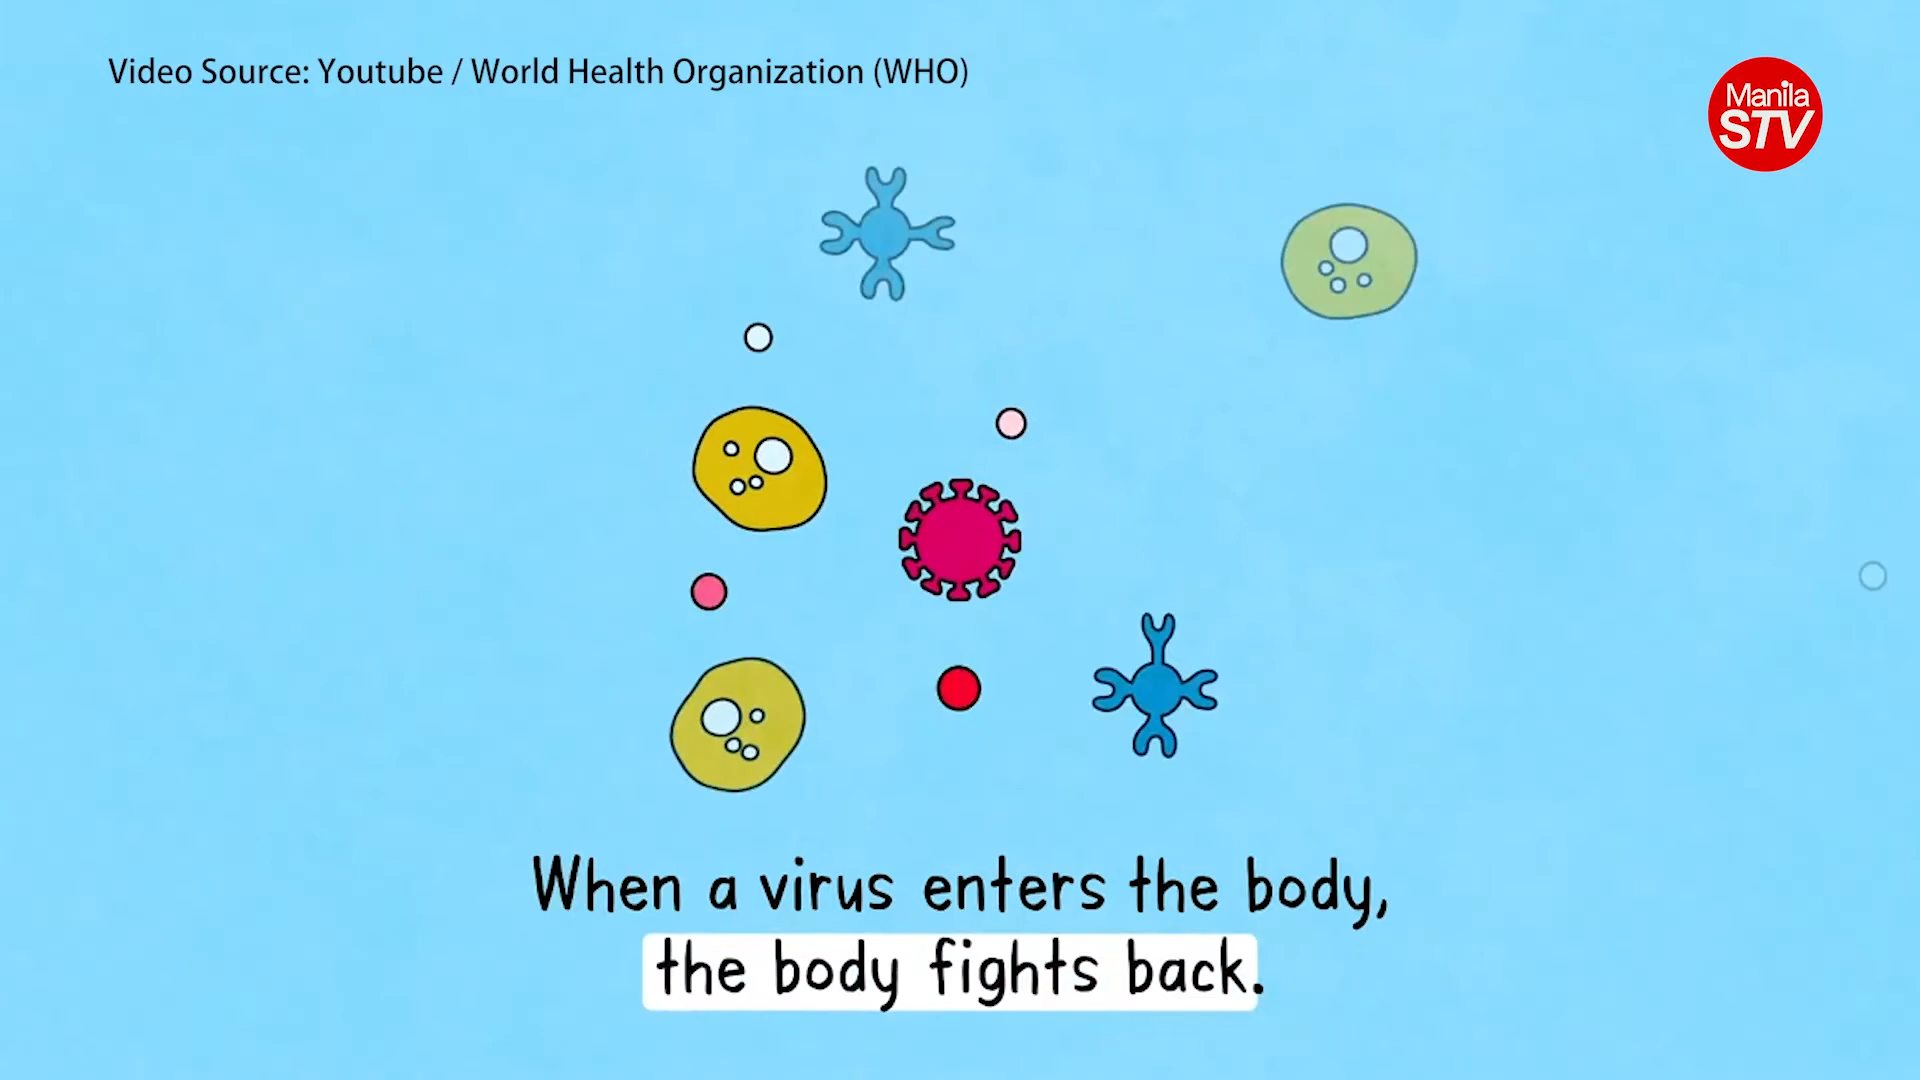 Video Source: Youtube / World Health Organization (WHO)
Manila
STV
When a virus enters the body,
the body fights back.